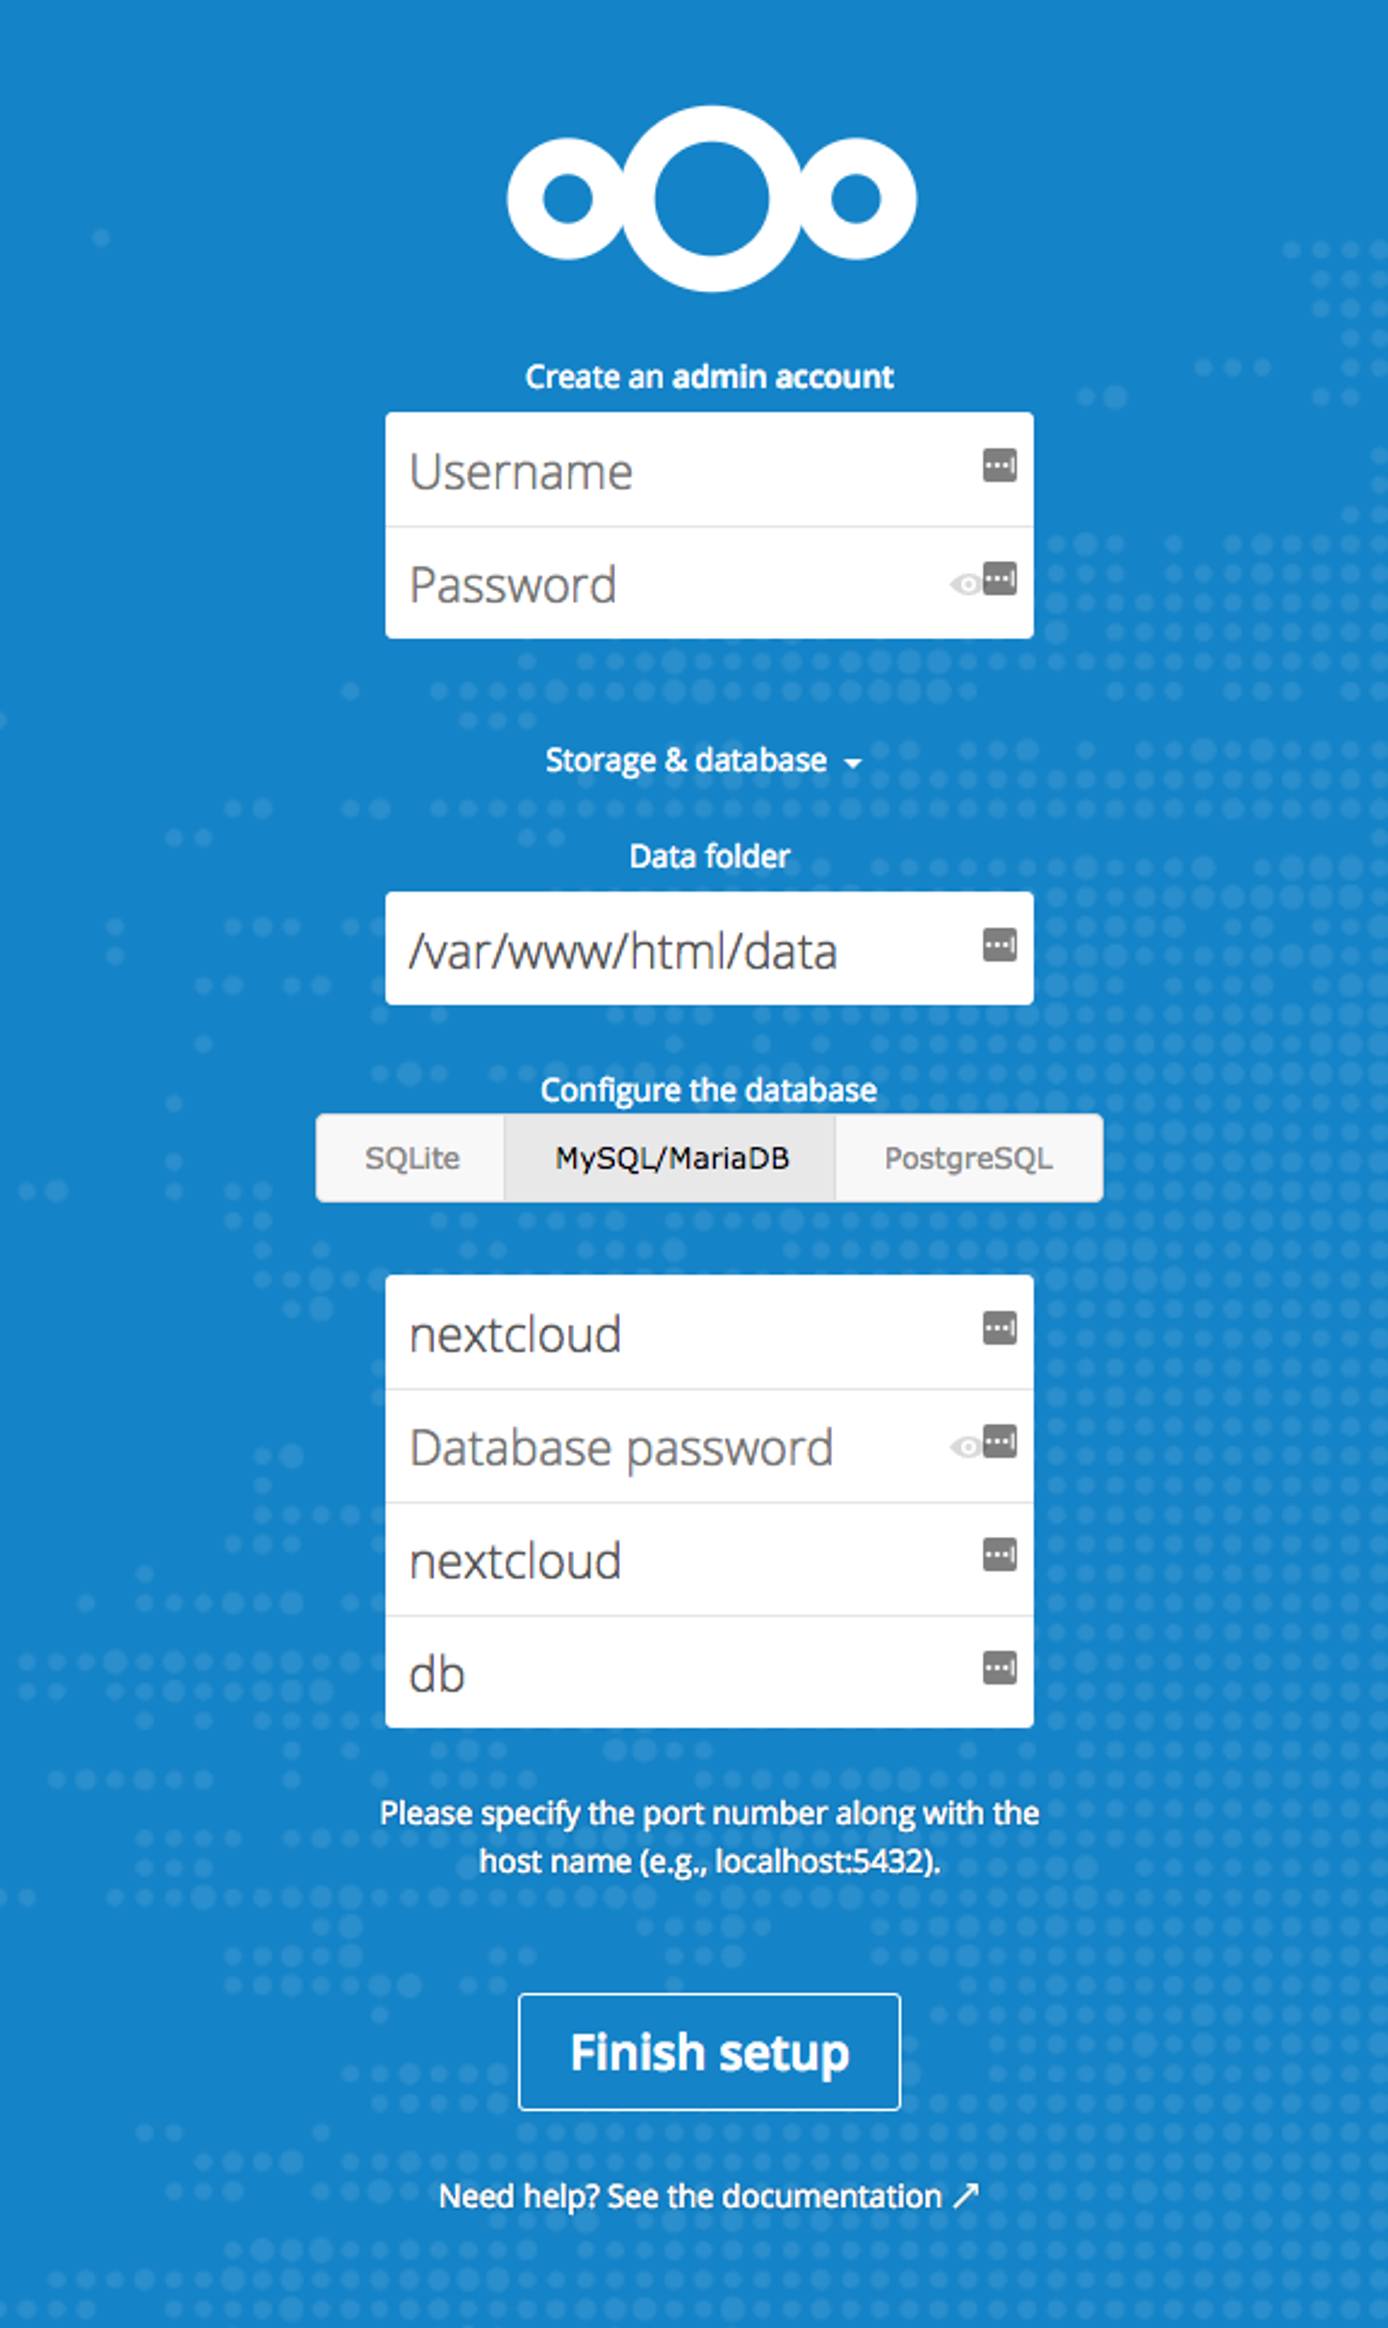 Create an admin account
Username
Password
Storage & database
Data folder
/var/www/html/data
Configure the database
SQLite
MySQL/MariaDB
PostgreSQL
nextcloud
Database password
nextcloud
db
Please specify the port number along with the
host name (e.g., localhost:5432).
Finish setup
Need help? See the documentation ↗